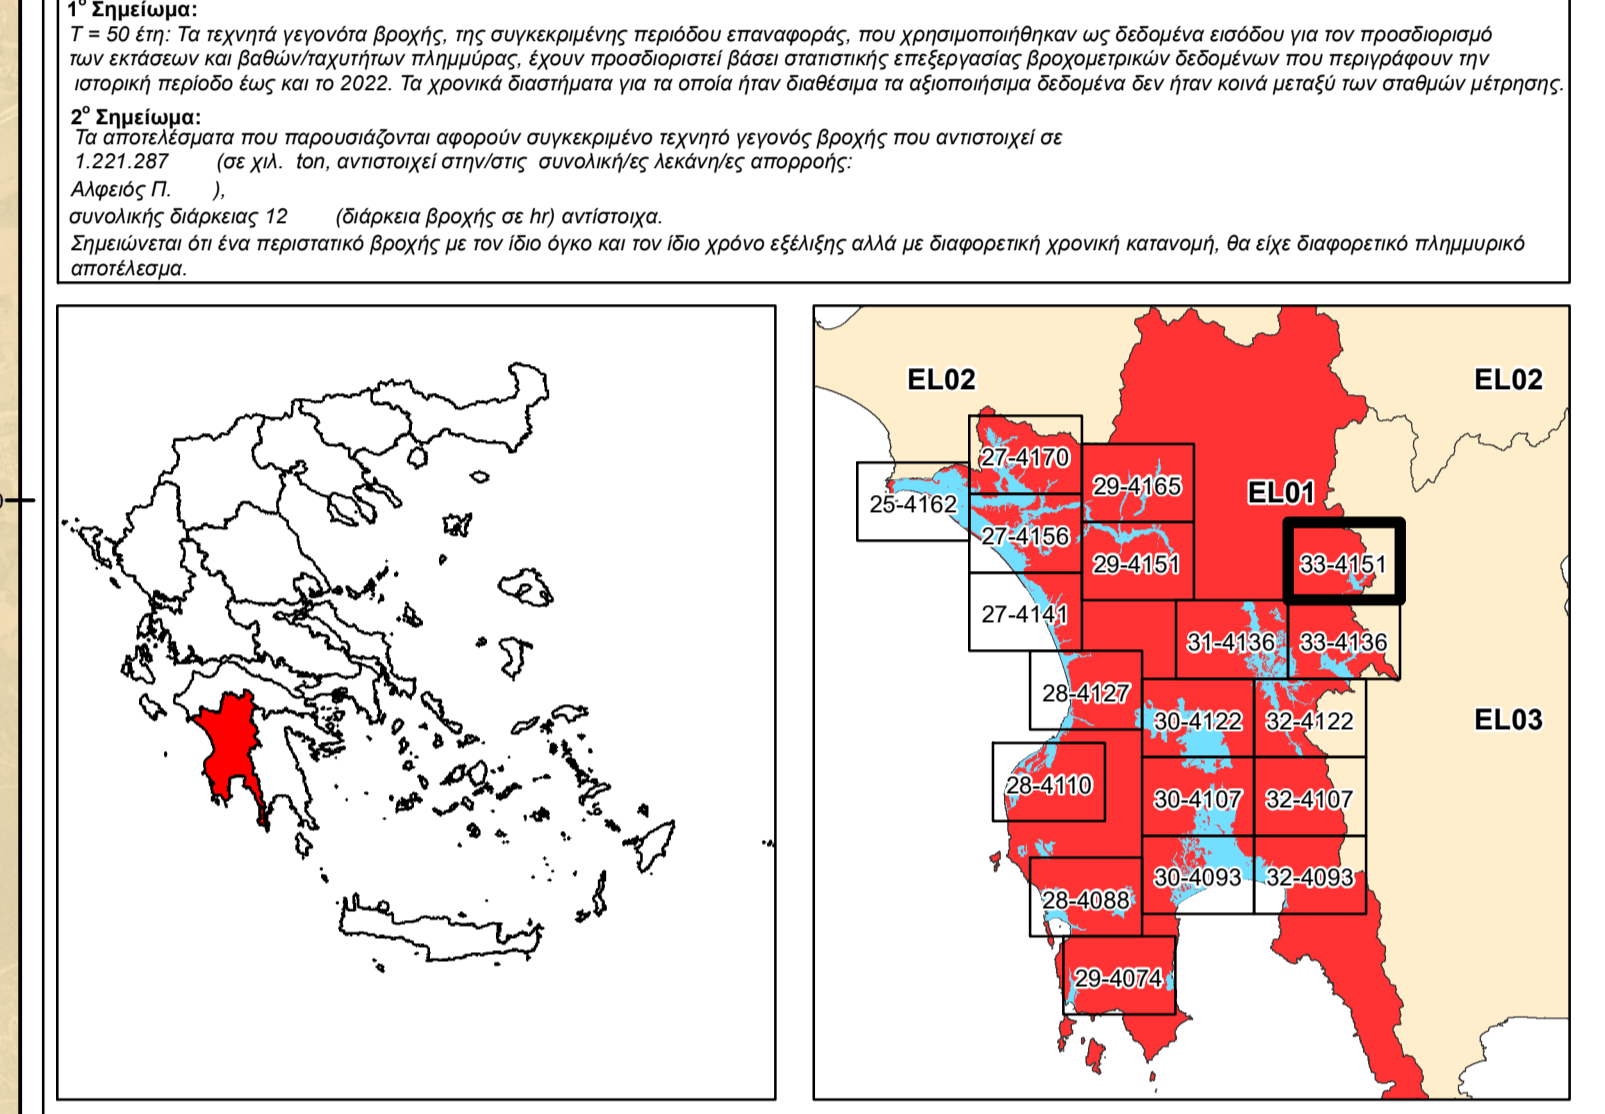 1ο Σημείωμα:
T = 50 έτη: Τα τεχνητά γεγονότα βροχής, της συγκεκριμένης περιόδου επαναφοράς, που χρησιμοποιήθηκαν ως δεδομένα εισόδου για τον προσδιορισμό
των εκτάσεων και βαθών/ταχυτήτων πλημμύρας, έχουν προσδιοριστεί βάσει στατιστικής επεξεργασίας βροχομετρικών δεδομένων που περιγράφουν την
ιστορική περίοδο έως και το 2022. Τα χρονικά διαστήματα για τα οποία ήταν διαθέσιμα τα αξιοποιήσιμα δεδομένα δεν ήταν κοινά μεταξύ των σταθμών μέτρησης.
2ο Σημείωμα:
Τα αποτελέσματα που παρουσιάζονται αφορούν συγκεκριμένο τεχνητό γεγονός βροχής που αντιστοιχεί σε
1.221.287 (σε χιλ. ton, αντιστοιχεί στην/στις συνολική/ες λεκάνη/ες απορροής:
Αλφειός Π. ),
συνολικής διάρκειας 12 (διάρκεια βροχής σε hr) αντίστοιχα.
Σημειώνεται ότι ένα περιστατικό βροχής με τον ίδιο όγκο και τον ίδιο χρόνο εξέλιξης αλλά με διαφορετική χρονική κατανομή, θα είχε διαφορετικό πλημμυρικό
αποτέλεσμα.
EL02
EL02
27-4170
29-4165
EL01
25-4162
27-4156
29-4151
33-4151
27-4141
31-4136
33-4136
28-4127
30-4122
32-4122
EL03
28-4110
30-4107
32-4107
30-4093
32-4093
28-4088
29-4074